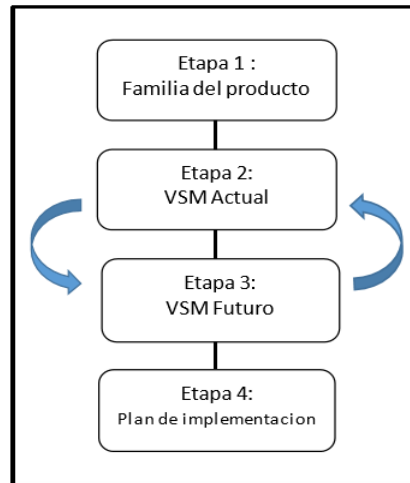 Etapa 1 :
Familia del producto
Etapa 2:
VSM Actual
Etapa 3:
VSM Futuro
Etapa 4:
Plan de implementacion